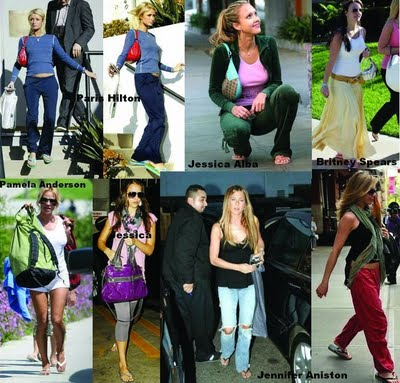 Paris Hilton
Jessica Alba
Britney Spears
Pamela Anderson
Jessica
Jennifer Aniston